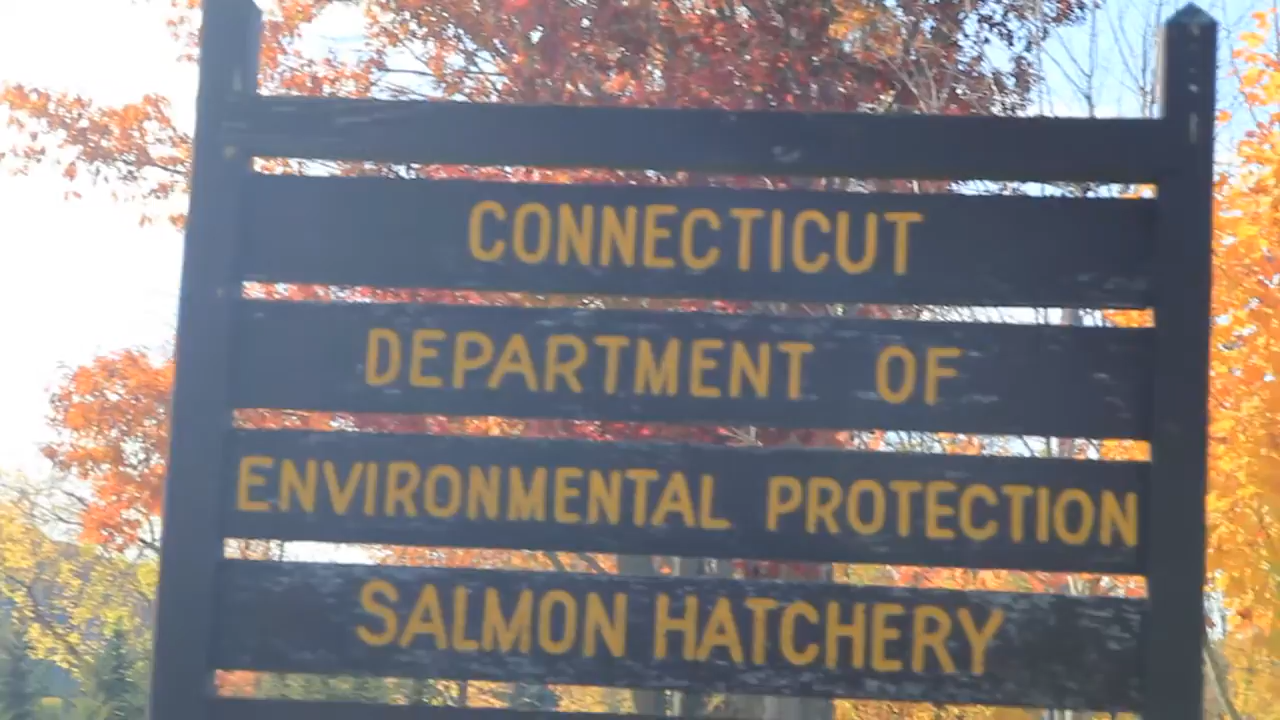 CONNECTICUT
DEPARTMENT OF
ENVIRONMENTAL PROTECTION
SALMON HATCHERY